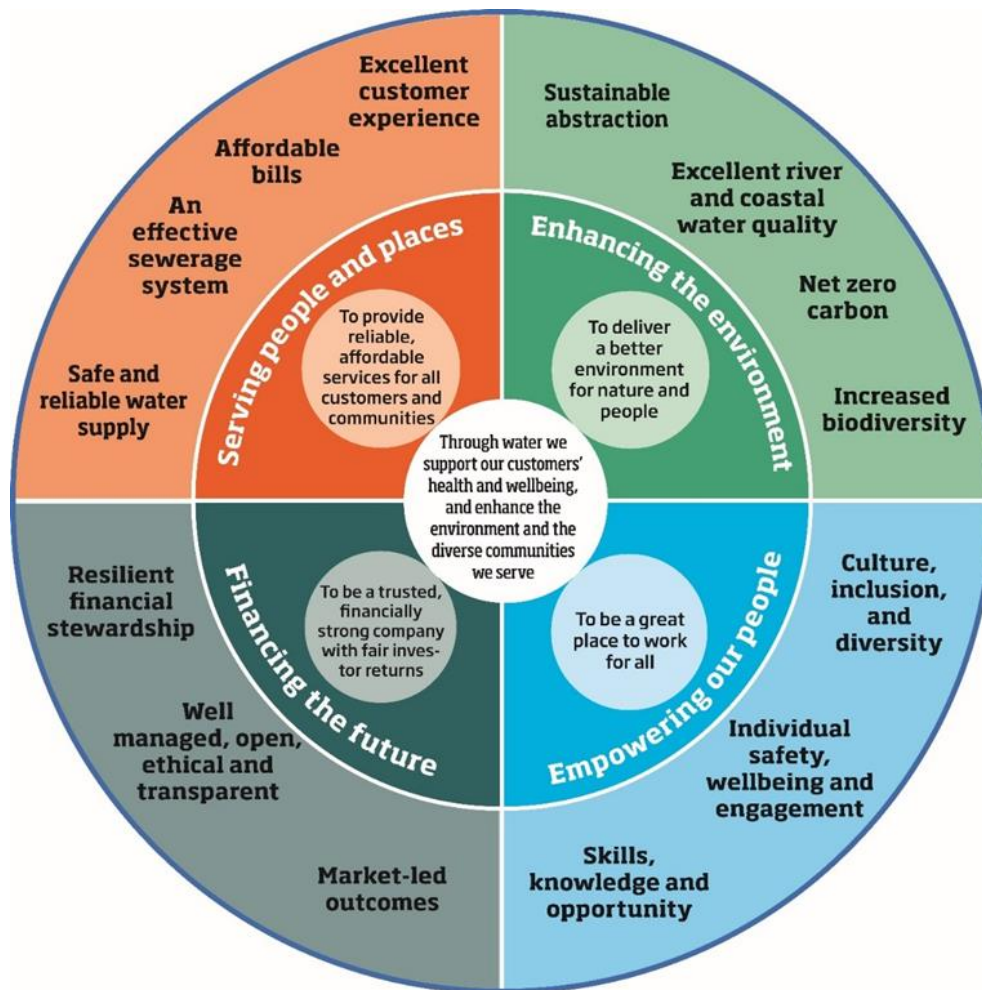 Excellent
customer
experience
Affordable
bills
An
effective
sewerage
system
Safe and
reliable water
supply
Serving people and places
To provide
reliable,
affordable
services for all
customers and
communities
Sustainable
abstraction
Excellent river
and coastal
water quality
Net zero
carbon
Increased
biodiversity
Enhancing the environment
To deliver
a better
environment
for nature and
people
Through water we
support our customers’
health and wellbeing,
and enhance the
environment and the
diverse communities
we serve
Resilient
financial
stewardship
Well
managed, open,
ethical and
transparent
Market-led
outcomes
Financing the future
To be a trusted,
financially
strong company
with fair inves-
tor returns
Culture,
inclusion,
and
diversity
Individual
safety,
wellbeing and
engagement
Skills,
knowledge and
opportunity
Empowering our people
To be a great
place to work
for all